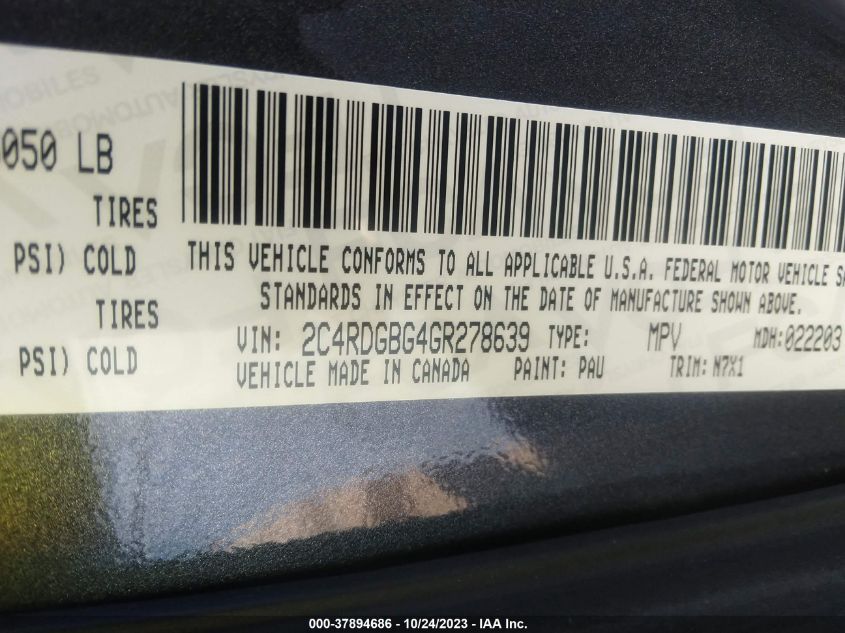 050 LB
TIRES
PSI) COLD
TIRES
PSI) COLD
THIS VEHICLE CONFORMS TO ALL APPLICABLE U.S.A. FEDERAL MOTOR VEHICLE SA
STANDARDS IN EFFECT ON THE DATE OF MANUFACTURE SHOWN ABOVE.
VIN: 2C4RDGBG4GR278639 TYPE: MPV MDH:022203
VEHICLE MADE IN CANADA PAINT: PAU TRIM: N7X1
000-37894686 - 10/24/2023 - IAA Inc.